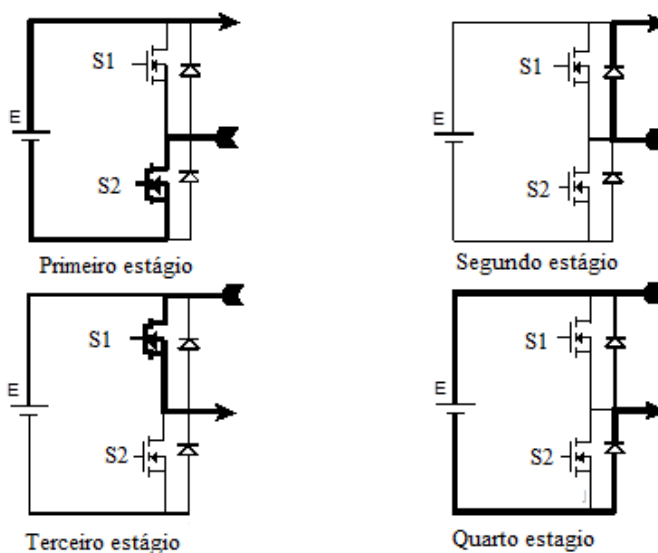 S1
E
S2
Primeiro estágio
S1
E
S2
Segundo estágio
S1
E
S2
Terceiro estágio
S1
E
S2
Quarto estagio